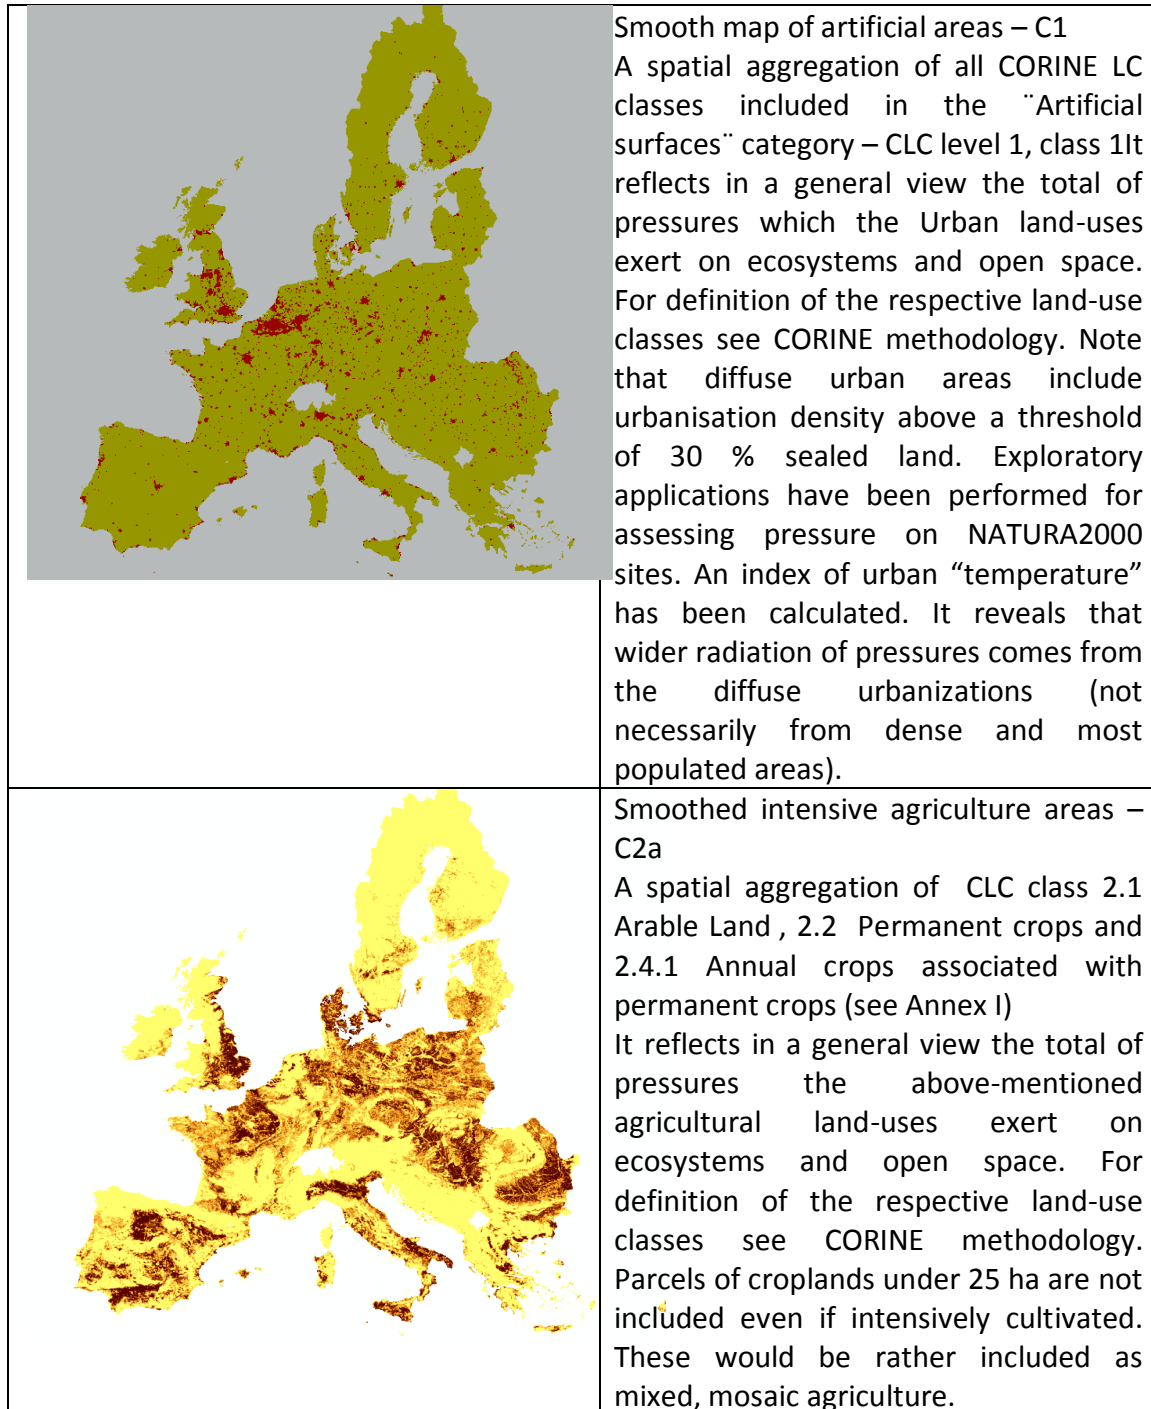 Smooth map of artificial areas – C1
A spatial aggregation of all CORINE LC
classes included in the ¨Artificial
surfaces¨ category – CLC level 1, class 1It
reflects in a general view the total of
pressures which the Urban land-uses
exert on ecosystems and open space.
For definition of the respective land-use
classes see CORINE methodology. Note
that diffuse urban areas include
urbanisation density above a threshold
of 30 % sealed land. Exploratory
applications have been performed for
assessing pressure on NATURA2000
sites. An index of urban “temperature”
has been calculated. It reveals that
wider radiation of pressures comes from
the diffuse urbanizations (not
necessarily from dense and most
populated areas).
Smoothed intensive agriculture areas –
C2a
A spatial aggregation of CLC class 2.1
Arable Land , 2.2 Permanent crops and
2.4.1 Annual crops associated with
permanent crops (see Annex I)
It reflects in a general view the total of
pressures the above-mentioned
agricultural land-uses exert on
ecosystems and open space. For
definition of the respective land-use
classes see CORINE methodology.
Parcels of croplands under 25 ha are not
included even if intensively cultivated.
These would be rather included as
mixed, mosaic agriculture.